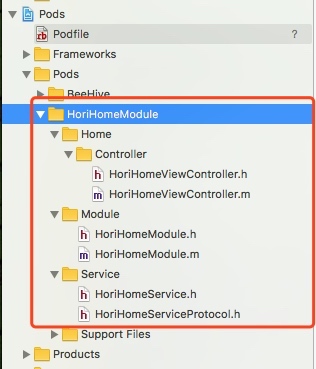 Pods
Podfile
?
Frameworks
Pods
BeeHive
HoriHomeModule
Home
Controller
h HoriHomeViewController.h
m HoriHomeViewController.m
Module
h HoriHomeModule.h
m HoriHomeModule.m
Service
h HoriHomeService.h
h HoriHomeServiceProtocol.h
Support Files
Products